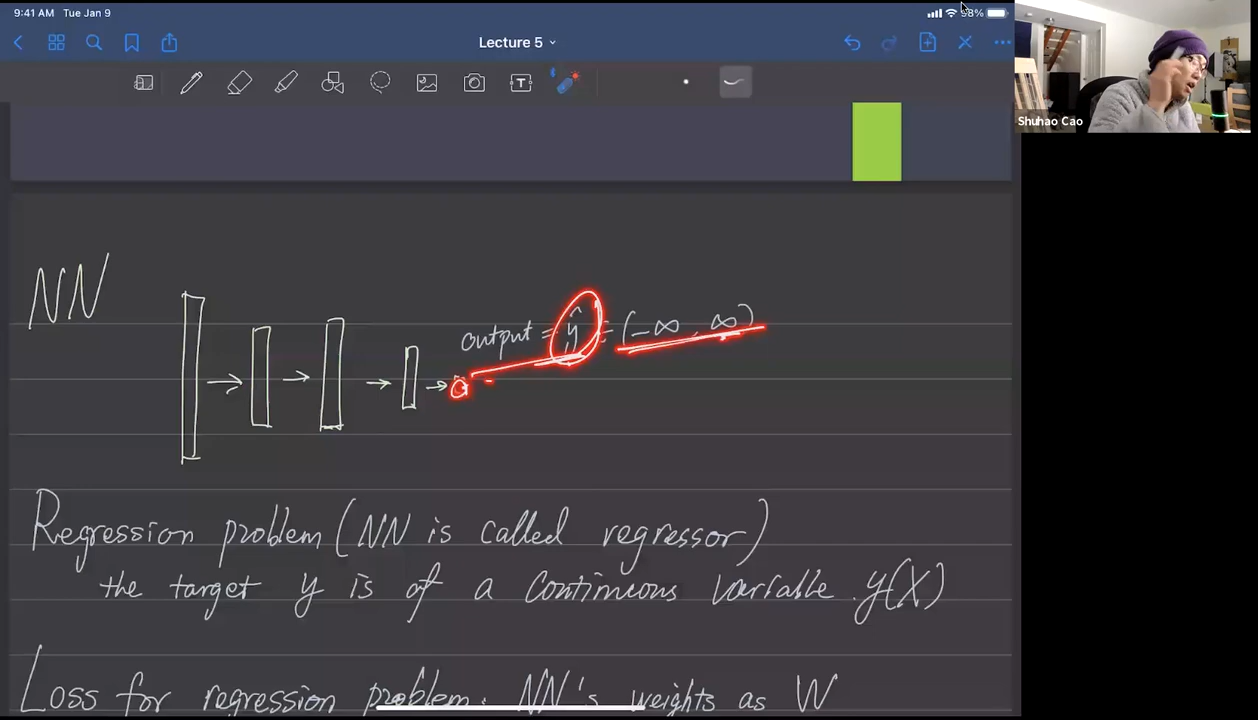 9:41 AM Tue Jan 9
98%
Lecture 5
T
Shuhao Cao
NN
output = ŷ = (-∞, ∞)
Regression problem (NN is called regressor)
the target y is of a continuous variable. y(X)
Loss for regression problem. NN's weights as W